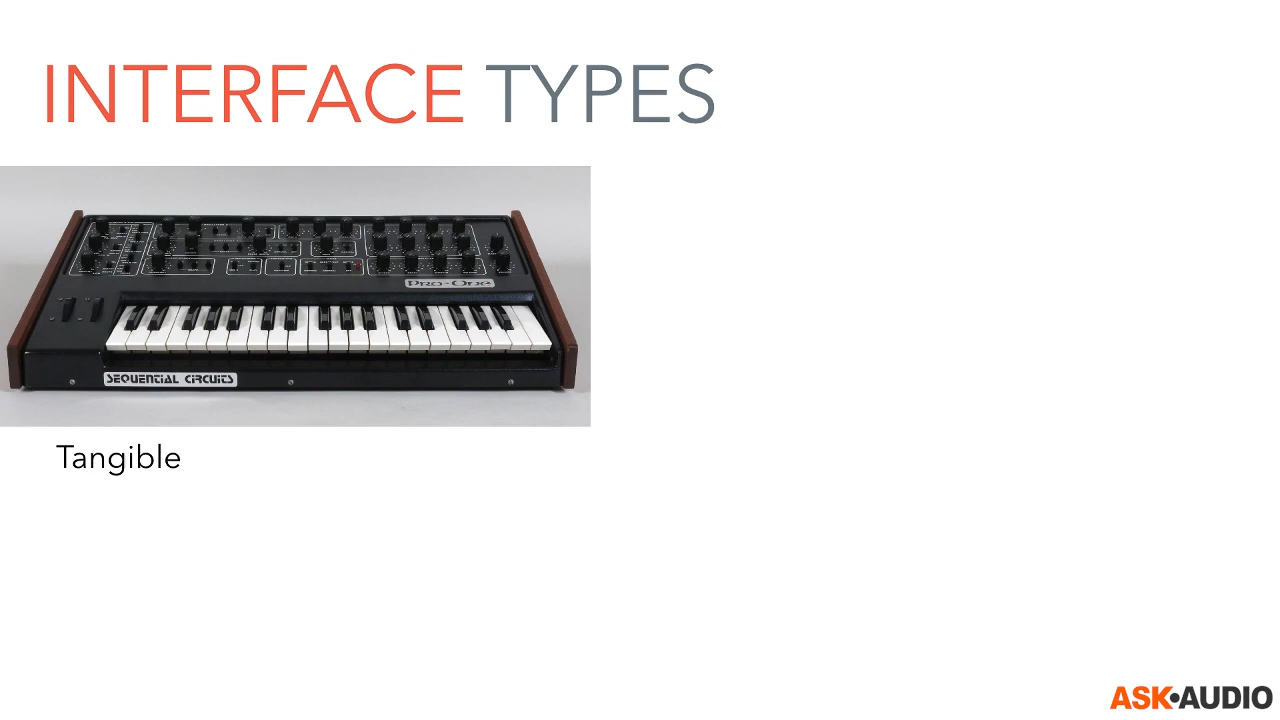 INTERFACE TYPES
Pro-One
SEQUENTIAL CIRCUITS
Tangible
ASK•AUDIO